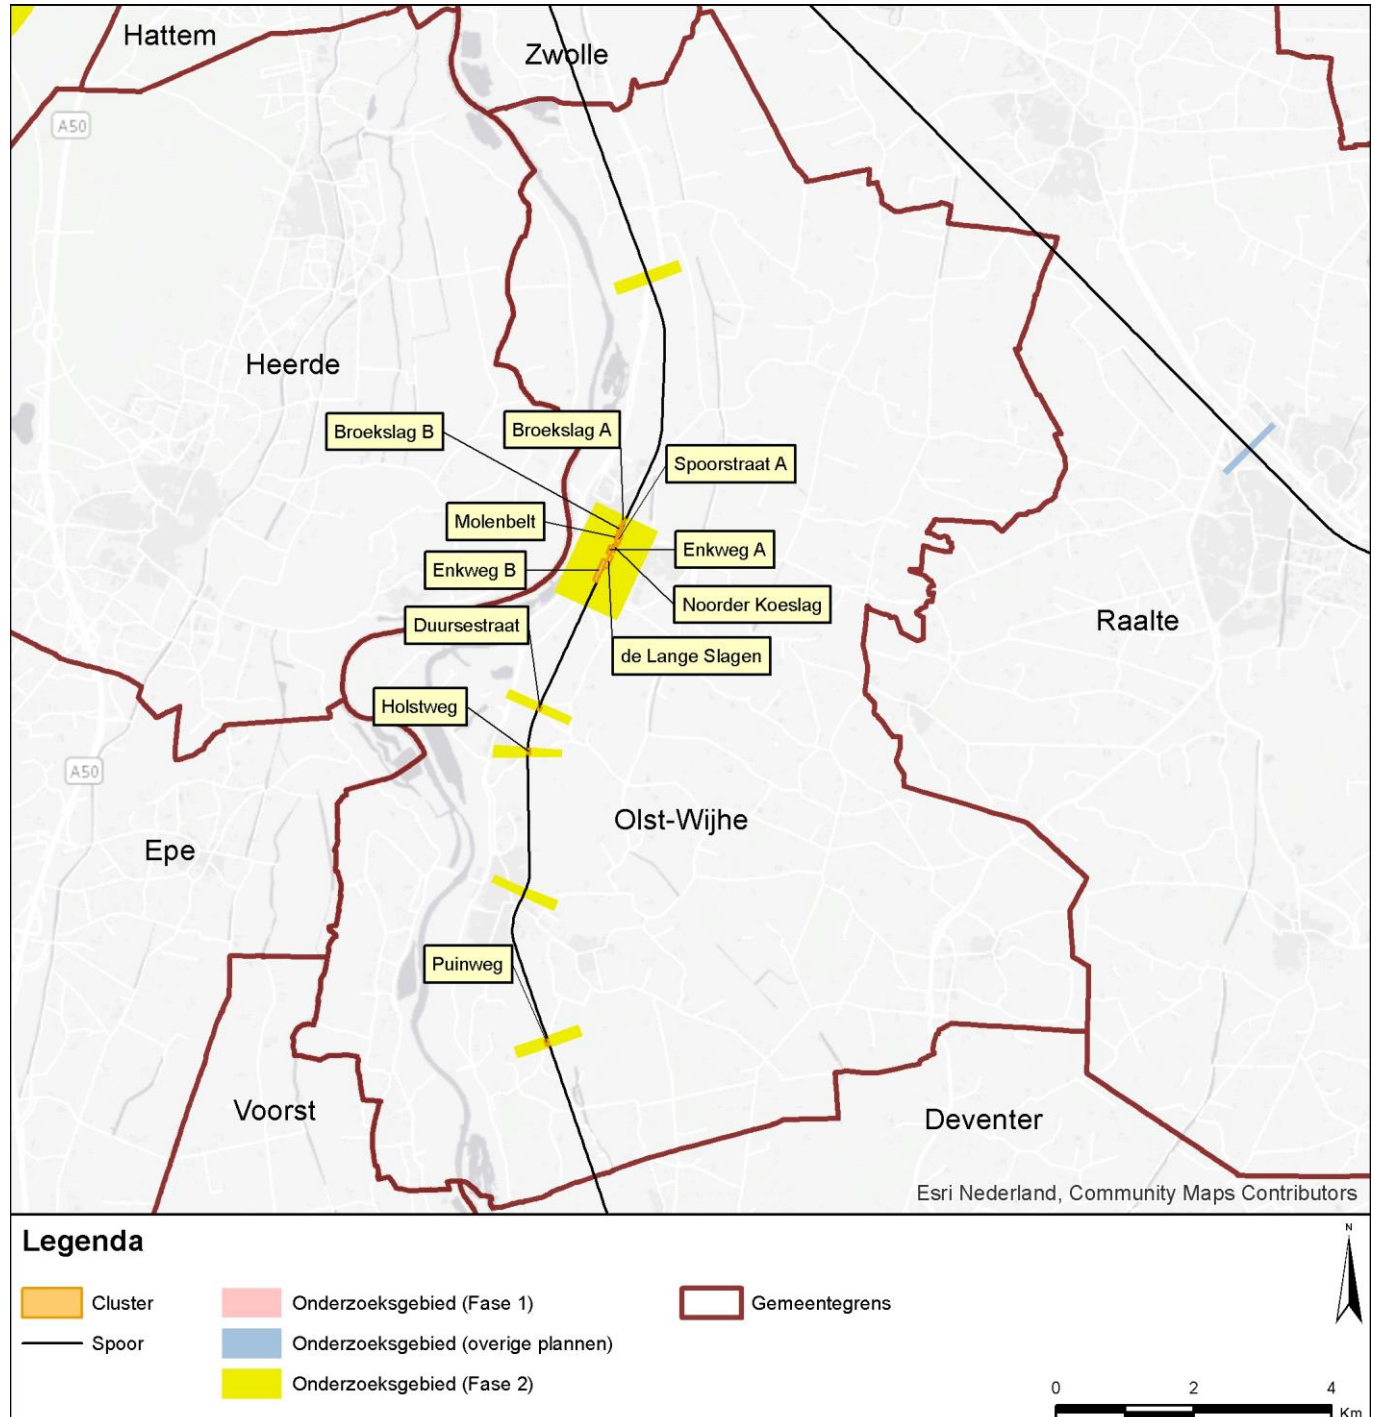 Hattem
Zwolle
A50
Heerde
Broekslag B
Broekslag A
Spoorstraat A
Molenbelt
Enkweg A
Enkweg B
Noorder Koeslag
Duursestraat
de Lange Slagen
Raalte
Holstweg
A50
Olst-Wijhe
Epe
Puinweg
Voorst
Deventer
Esri Nederland, Community Maps Contributors
Legenda
N
Cluster
Onderzoeksgebied (Fase 1)
Gemeentegrens
Spoor
Onderzoeksgebied (overige plannen)
Onderzoeksgebied (Fase 2)
0 2 4
Km